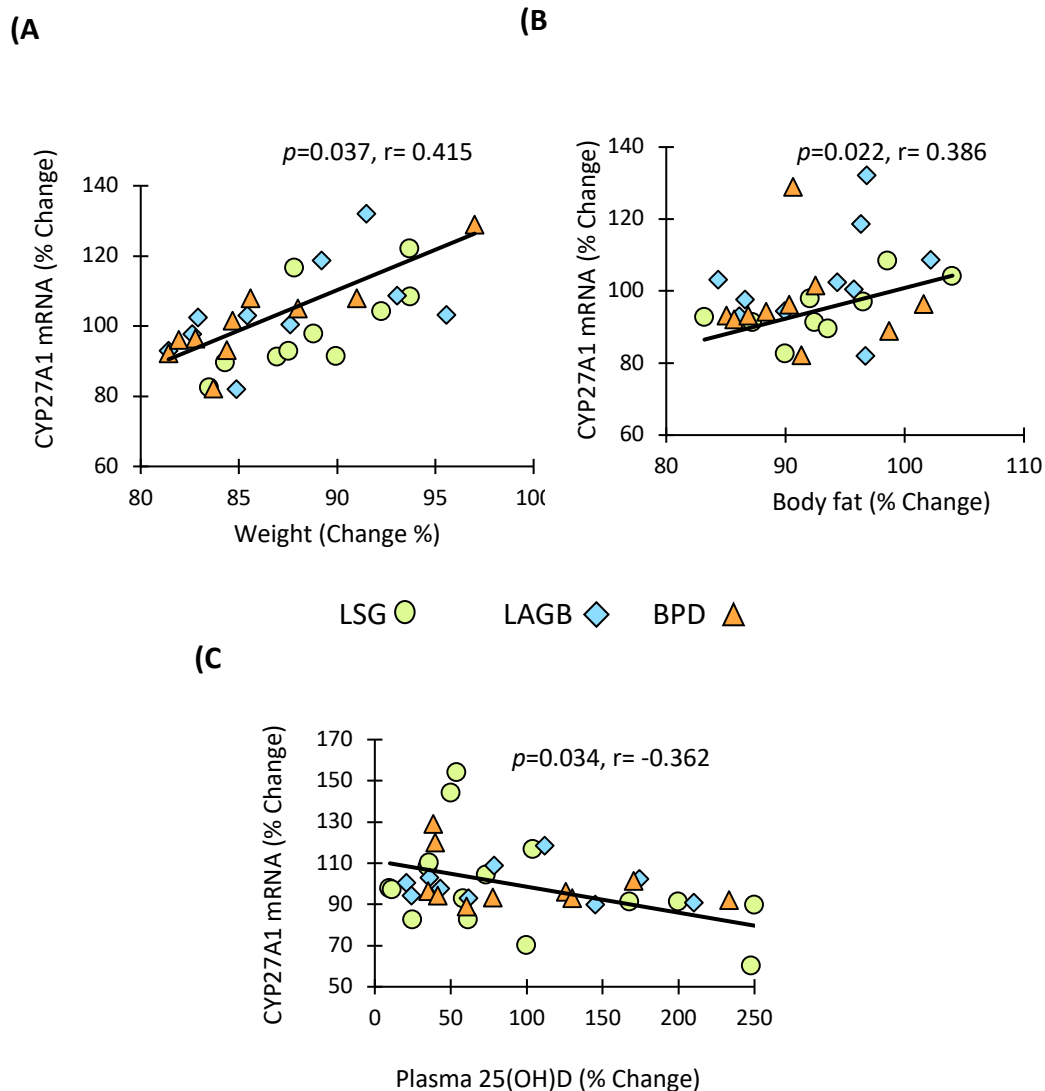 (A
p=0.037, r= 0.415
CYP27A1 mRNA (% Change)
140
120
100
80
60
80 85 90 95 10
Weight (Change %)
(B
p=0.022, r= 0.386
CYP27A1 mRNA (% Change)
140
120
100
80
60
80 90 100 110
Body fat (% Change)
LSG LAGB BPD
(C
p=0.034, r= -0.362
CYP27A1 mRNA (% Change)
170
150
130
110
90
70
50
0 50 100 150 200 250
Plasma 25(OH)D (% Change)